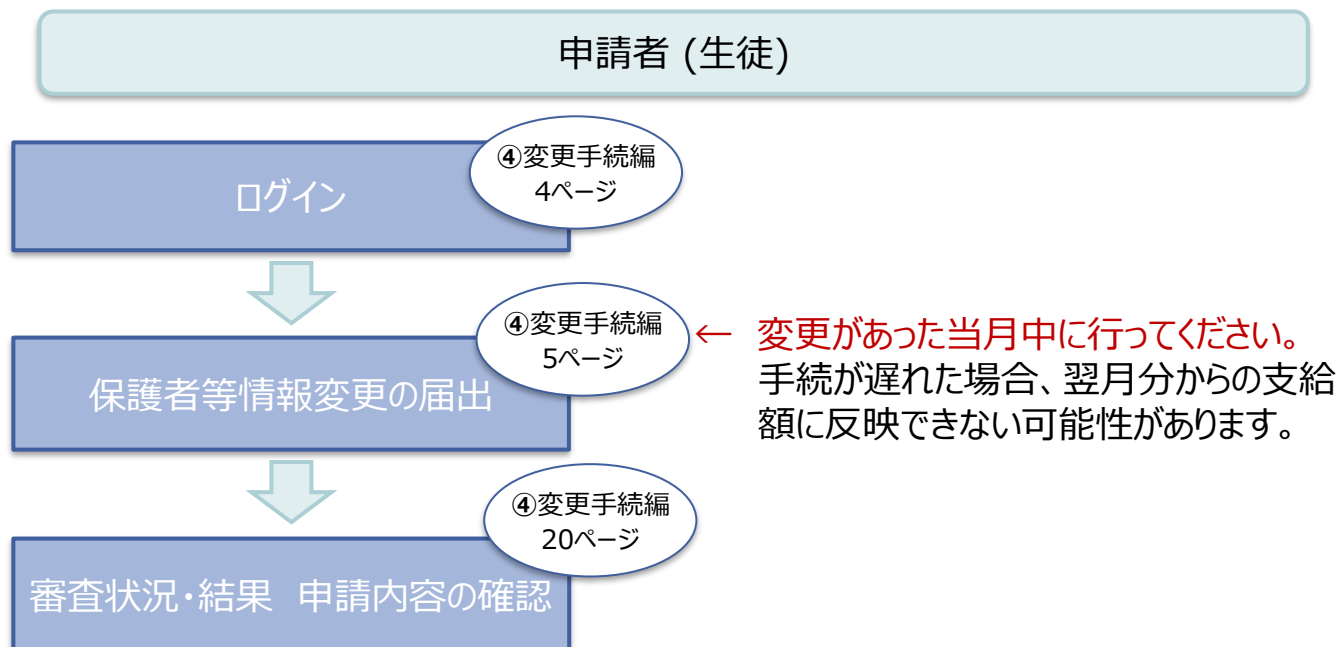 申請者 (生徒)
④変更手続編
4ページ
ログイン
④変更手続編
5ページ
保護者等情報変更の届出
← 変更があった当月中に行ってください。
手続が遅れた場合、翌月分からの支給
額に反映できない可能性があります。
④変更手続編
20ページ
審査状況・結果　申請内容の確認